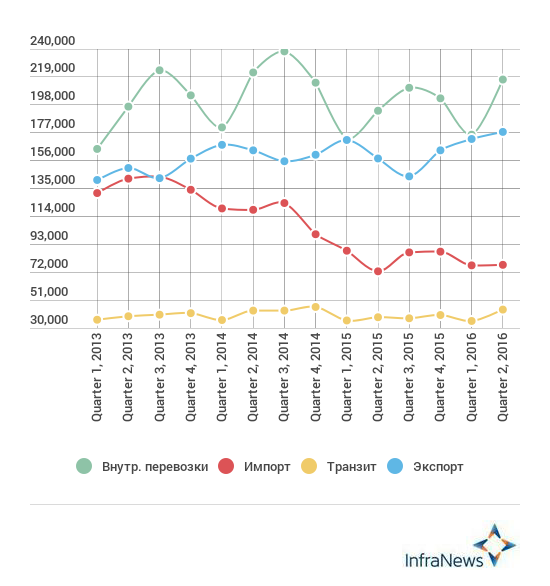 240,000
219,000
198,000
177,000
156,000
135,000
114,000
93,000
72,000
51,000
30,000
Quarter 1, 2013
Quarter 2, 2013
Quarter 3, 2013
Quarter 4, 2013
Quarter 1, 2014
Quarter 2, 2014
Quarter 3, 2014
Quarter 4, 2014
Quarter 1, 2015
Quarter 2, 2015
Quarter 3, 2015
Quarter 4, 2015
Quarter 1, 2016
Quarter 2, 2016
Внутр. перевозки Импорт Транзит Экспорт
InfraNews